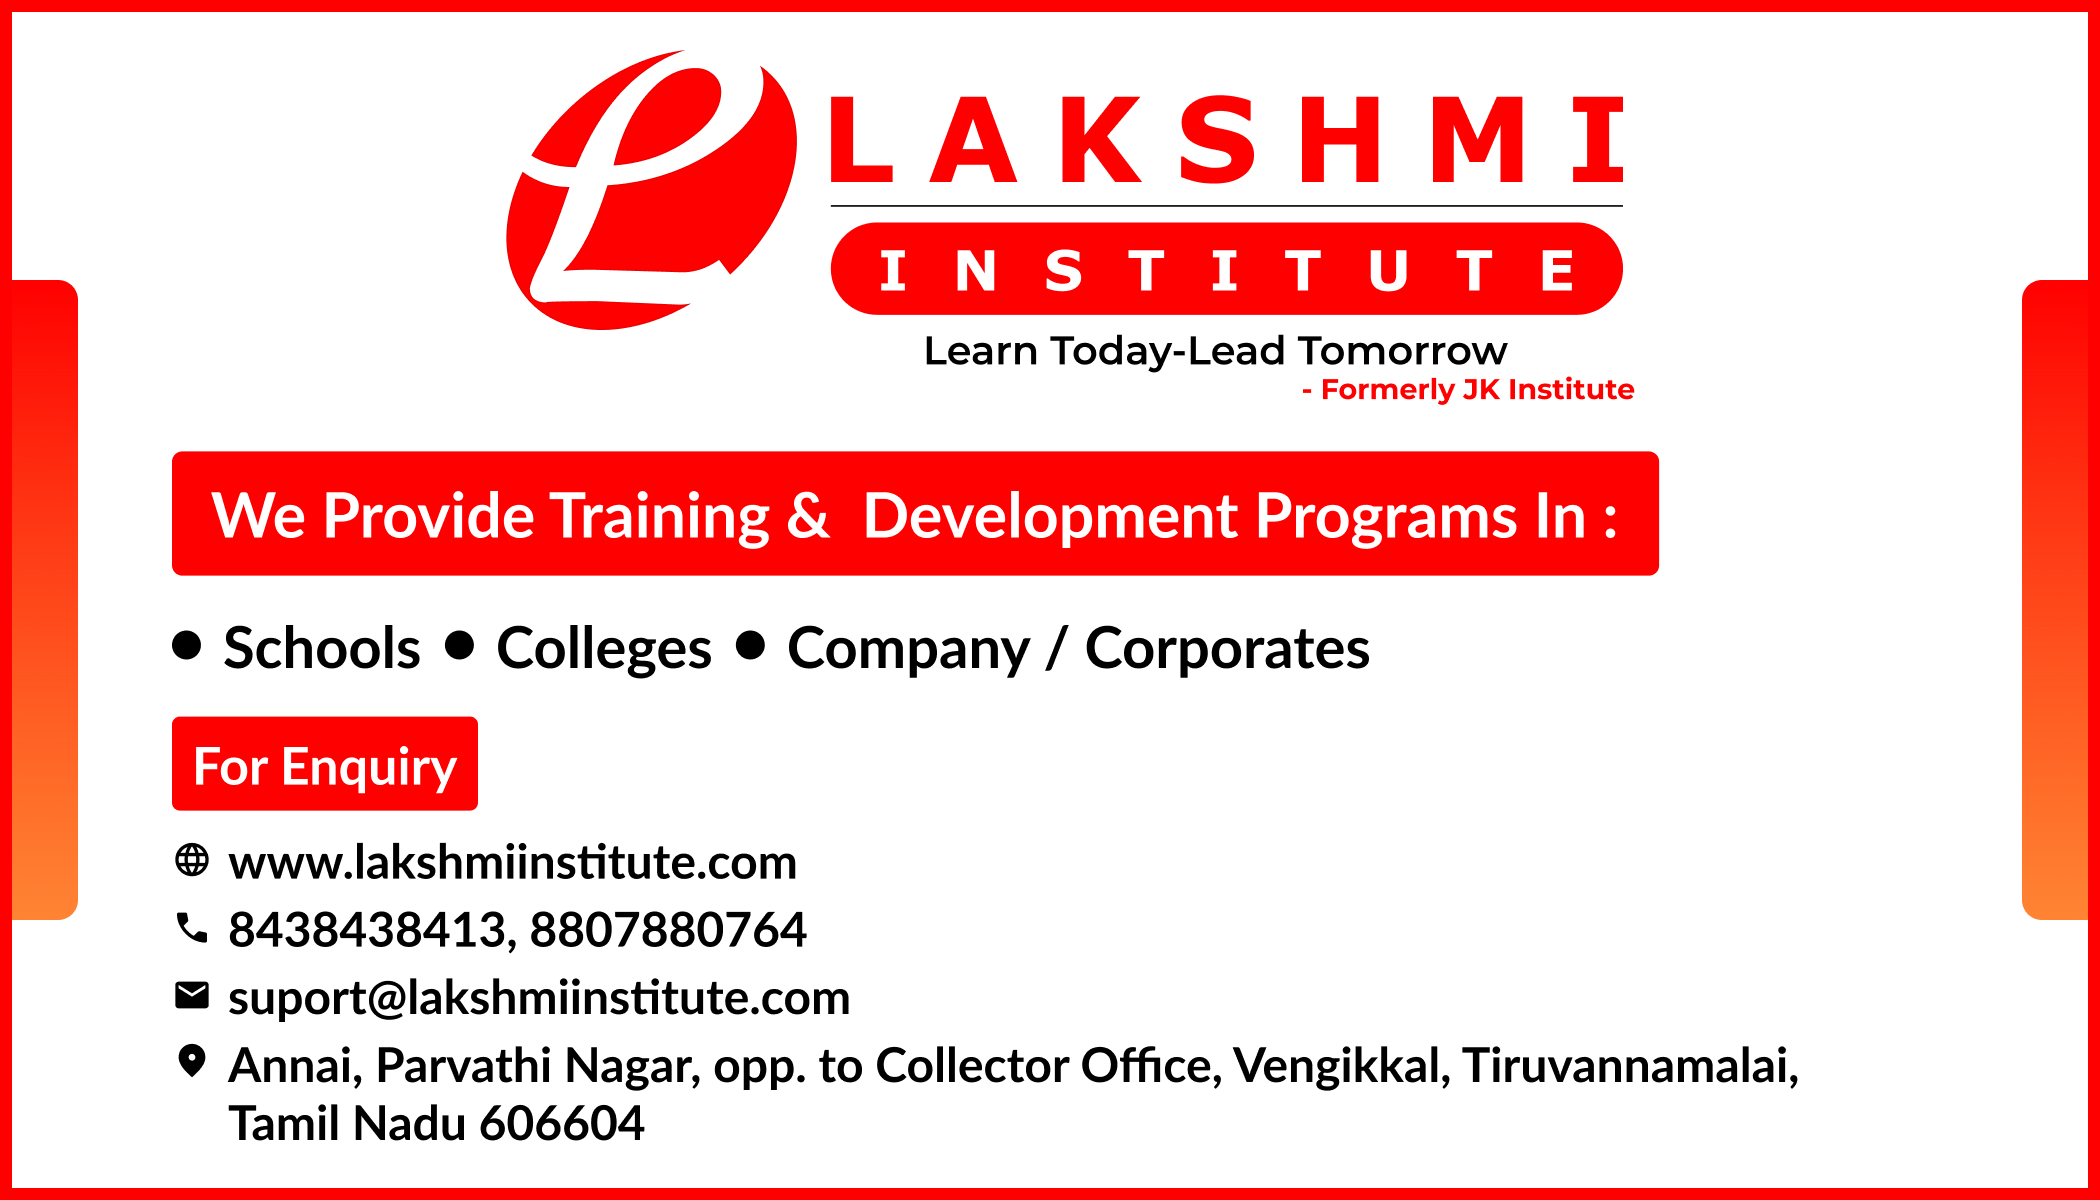 LAKSHMI
INSTITUTE
Learn Today-Lead Tomorrow
- Formerly JK Institute
We Provide Training & Development Programs In :
● Schools ● Colleges ● Company / Corporates
For Enquiry
www.lakshmiinstitute.com
8438438413, 8807880764
suport@lakshmiinstitute.com
Annai, Parvathi Nagar, opp. to Collector Office, Vengikkal, Tiruvannamalai,
Tamil Nadu 606604